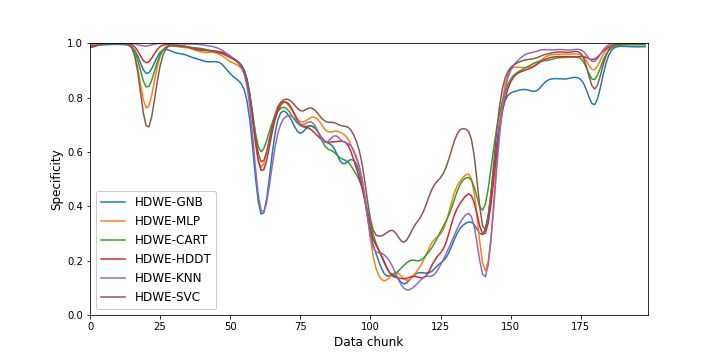 1.0
0.8
0.6
0.4
0.2
0.0
Specificity
HDWE-GNB
HDWE-MLP
HDWE-CART
HDWE-HDDT
HDWE-KNN
HDWE-SVC
0 25 50 75 100 125 150 175
Data chunk